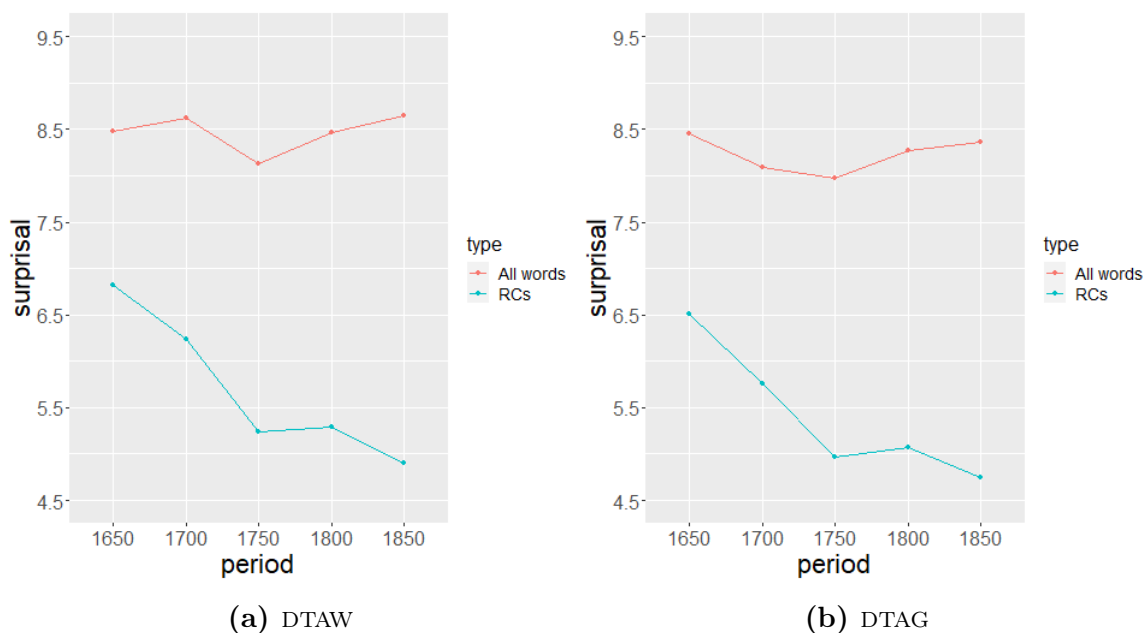 9.5
8.5
7.5
6.5
5.5
4.5
surprisal
1650 1700 1750 1800 1850
period
type
All words
RCs
(a) DTAW
9.5
8.5
7.5
6.5
5.5
4.5
surprisal
1650 1700 1750 1800 1850
period
type
All words
RCs
(b) DTAG